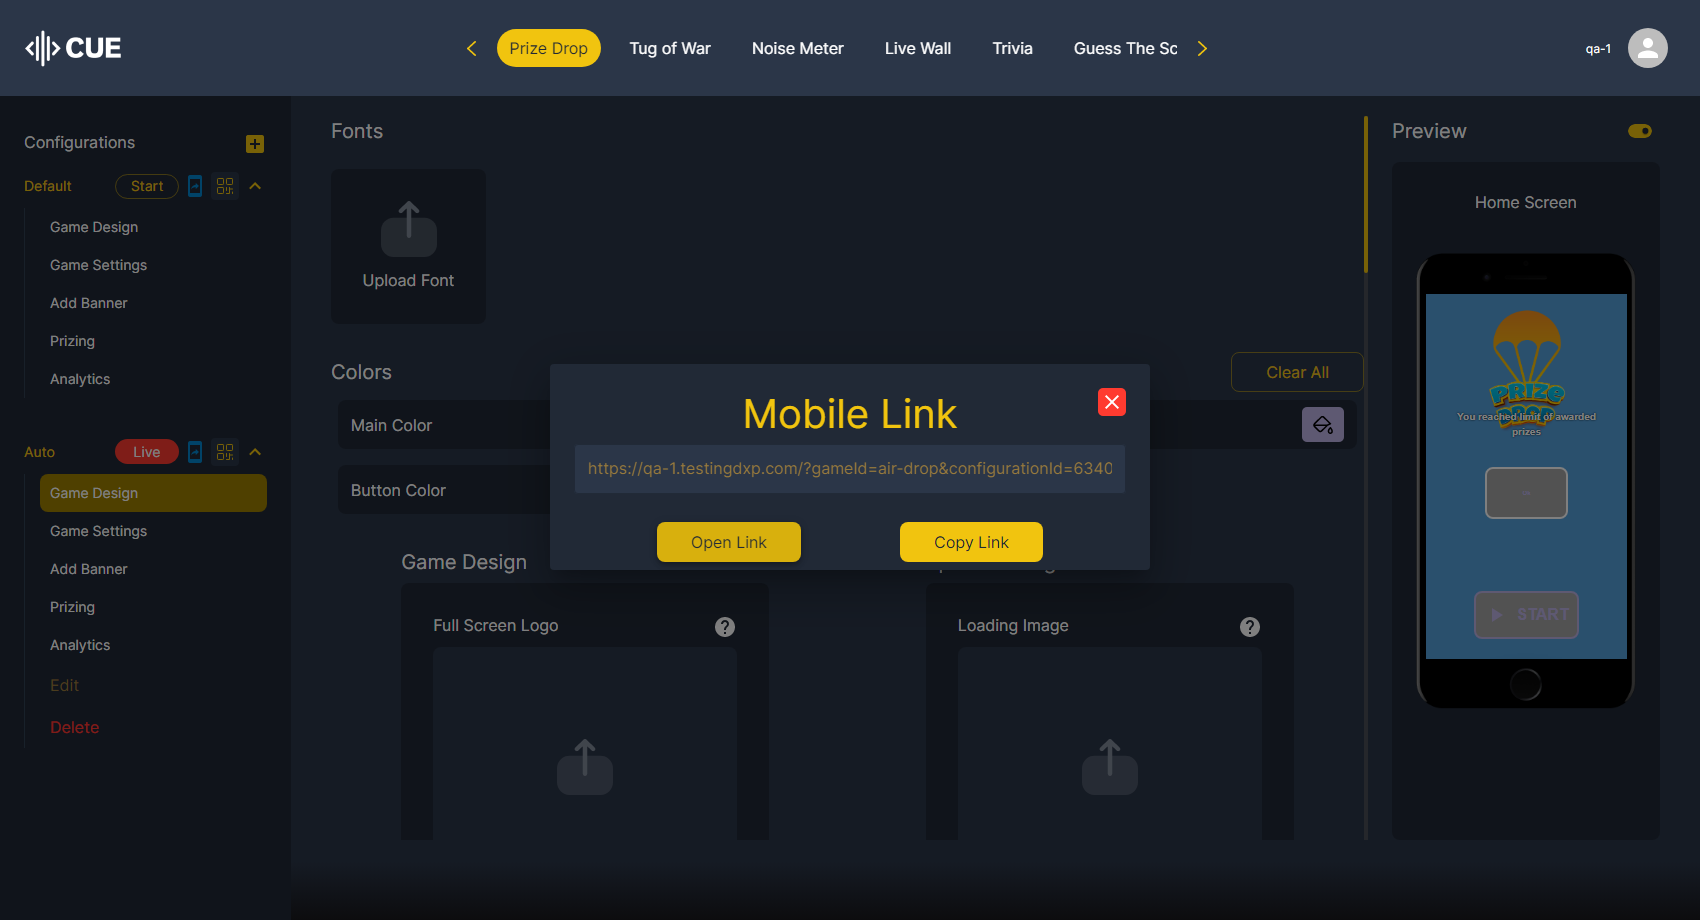 CUE
Prize Drop
Tug of War
Noise Meter
Live Wall
Trivia
Guess The Sc
qa-1
Configurations
Default
Start
Game Design
Game Settings
Add Banner
Prizing
Analytics
Auto
Live
Game Design
Game Settings
Add Banner
Prizing
Analytics
Edit
Delete
Fonts
Upload Font
Colors
Clear All
Main Color
Button Color
Mobile Link
https://qa-1.testingdxp.com/?gameId=air-drop&configurationId=6340
Open Link
Copy Link
Game Design
Full Screen Logo
?
Loading Image
?
Preview
Home Screen
PRIZE
DROP
You reached limit of awarded
prizes
START